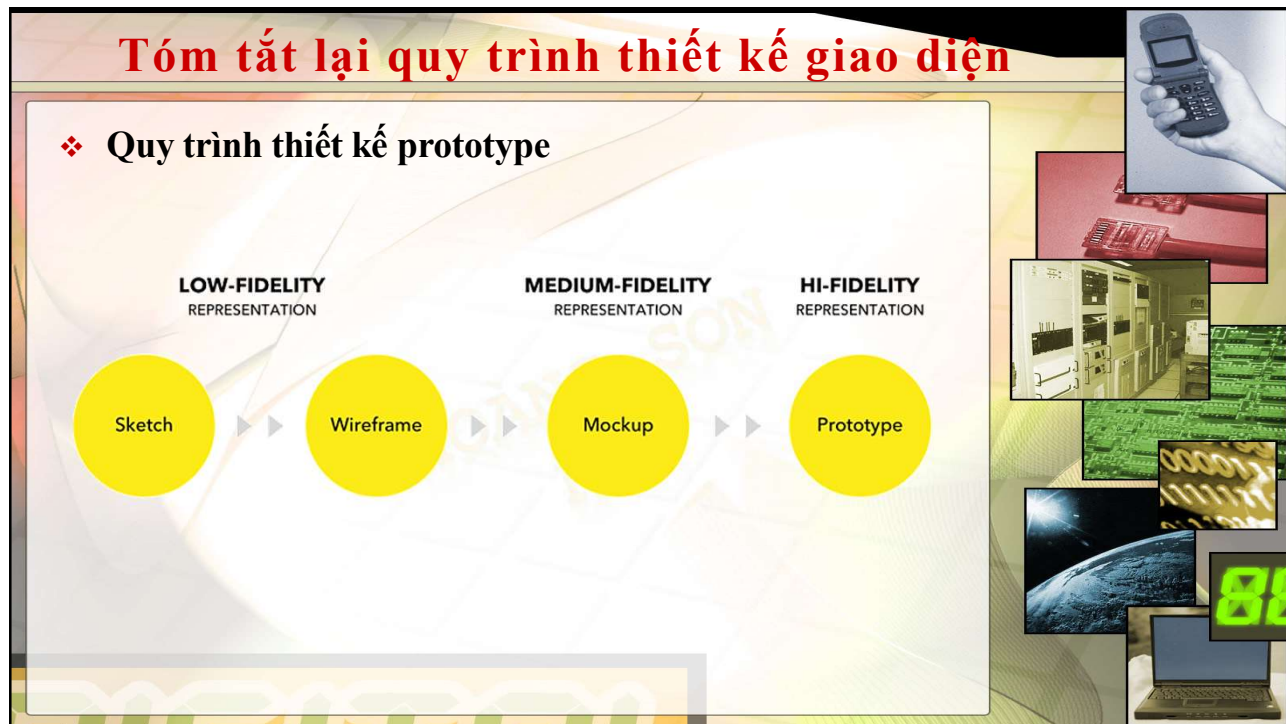 Tóm tắt lại quy trình thiết kế giao diện
Quy trình thiết kế prototype
LOW-FIDELITY
REPRESENTATION
MEDIUM-FIDELITY
REPRESENTATION
HI-FIDELITY
REPRESENTATION
Sketch
Wireframe
Mockup
Prototype